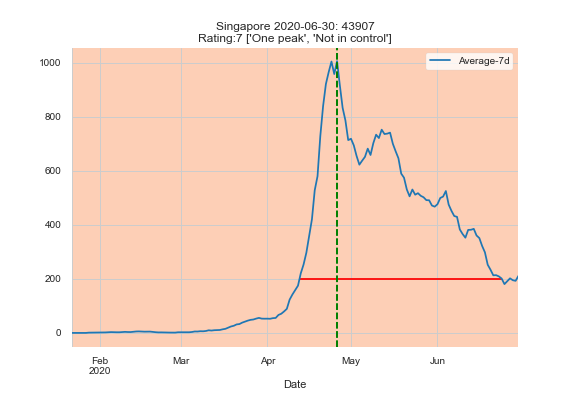 Singapore 2020-06-30: 43907
Rating:7 ['One peak', 'Not in control']
Average-7d
1000
800
600
400
200
0
Feb Mar Apr May Jun
2020
Date